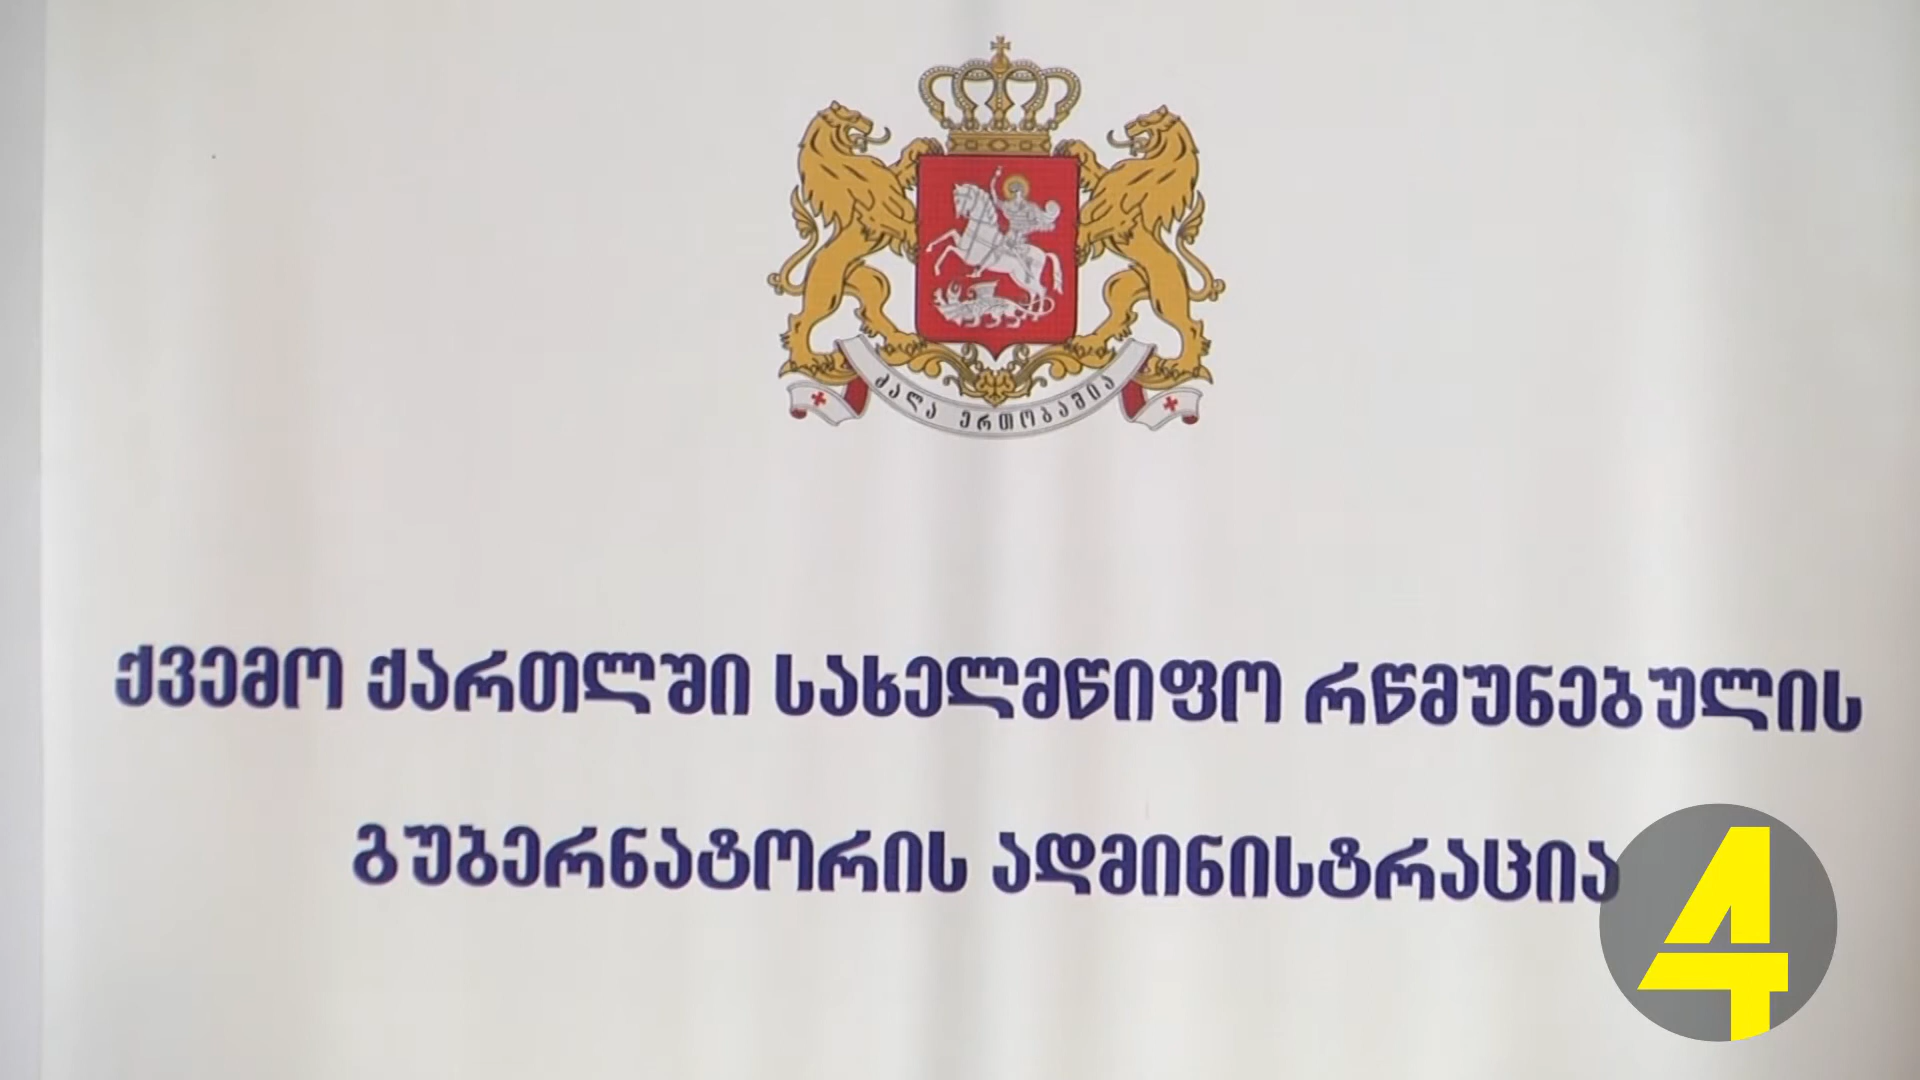 ძალა ერთობაშია
ქვემო ქართლში სახელმწიფო რწმუნებულის
გუბერნატორის ადმინისტრაცია
4